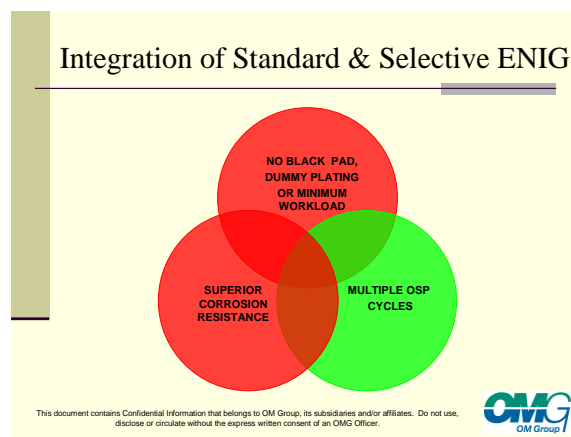 Integration of Standard & Selective ENIG
NO BLACK PAD,
DUMMY PLATING
OR MINIMUM
WORKLOAD
SUPERIOR
CORROSION
RESISTANCE
MULTIPLE OSP
CYCLES
This document contains Confidential Information that belongs to OM Group, its subsidiaries and/or affiliates. Do not use,
disclose or circulate without the express written consent of an OMG Officer.
OMG
OM Group